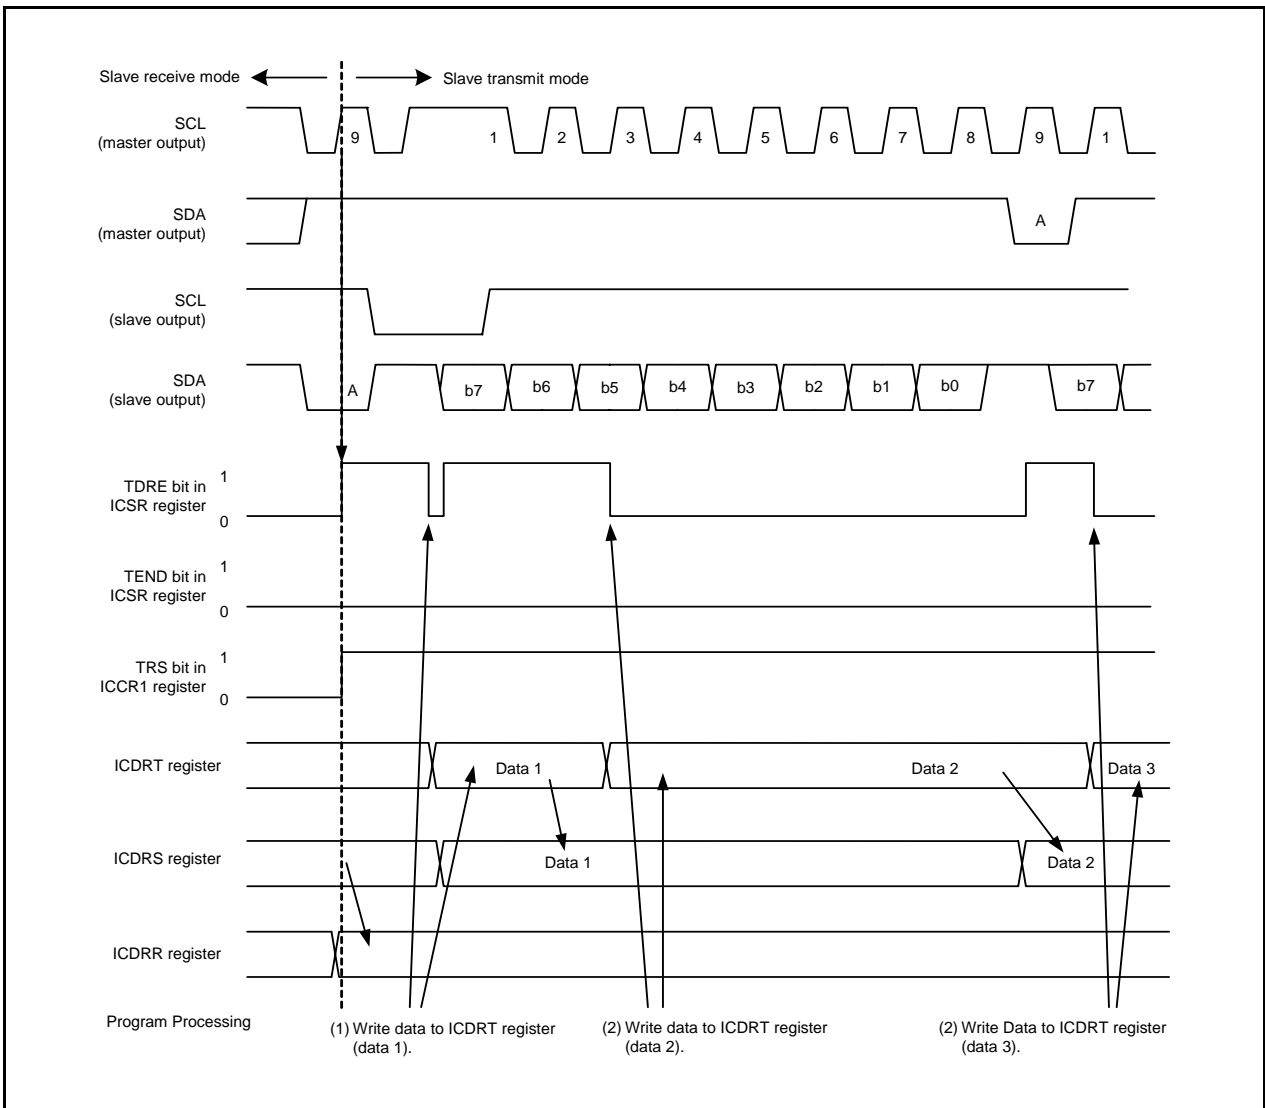 Slave receive mode
Slave transmit mode
SCL
(master output)
9 1 2 3 4 5 6 7 8 9 1
SDA
(master output)
A
SCL
(slave output)
SDA
(slave output)
A b7 b6 b5 b4 b3 b2 b1 b0 b7
TDRE bit in
ICSR register
1
0
TEND bit in
ICSR register
1
0
TRS bit in
ICCR1 register
1
0
ICDRT register
Data 1 Data 2 Data 3
ICDRS register
Data 1 Data 2
ICDRR register
Program Processing
(1) Write data to ICDRT register
(data 1).
(2) Write data to ICDRT register
(data 2).
(2) Write Data to ICDRT register
(data 3).